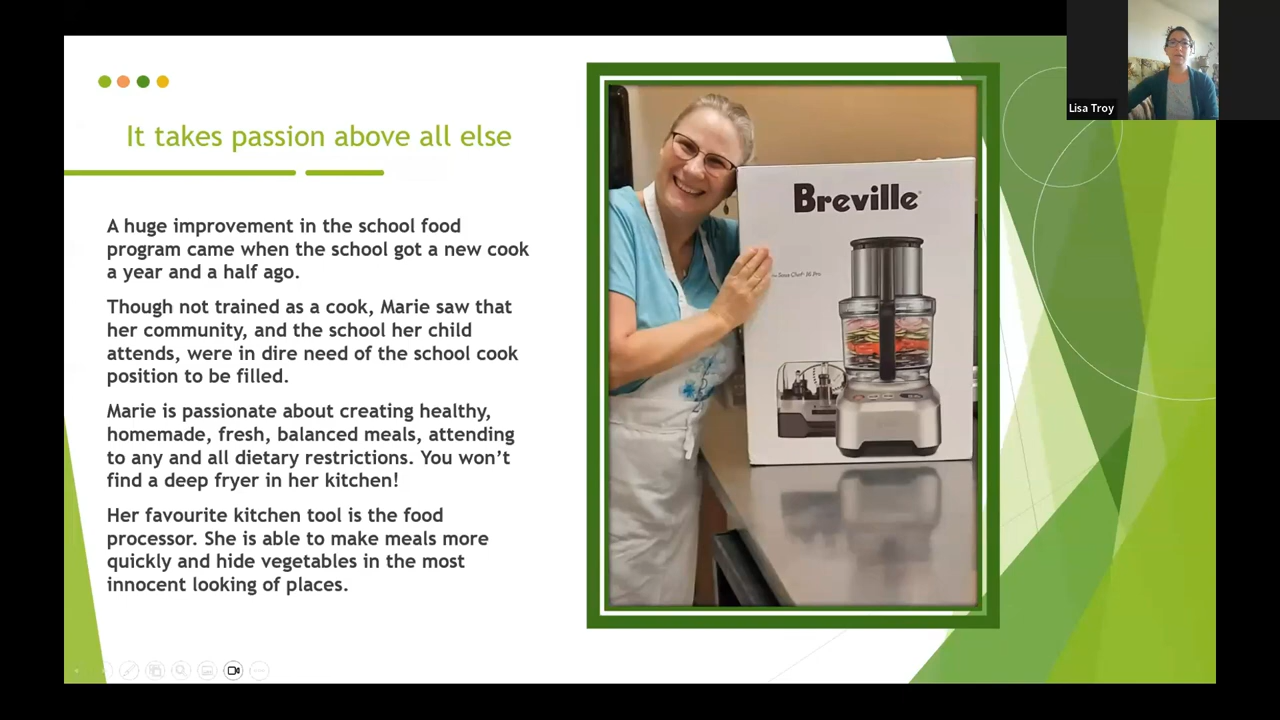 Lisa Troy
It takes passion above all else
A huge improvement in the school food
program came when the school got a new cook
a year and a half ago.
Though not trained as a cook, Marie saw that
her community, and the school her child
attends, were in dire need of the school cook
position to be filled.
Marie is passionate about creating healthy,
homemade, fresh, balanced meals, attending
to any and all dietary restrictions. You won’t
find a deep fryer in her kitchen!
Her favourite kitchen tool is the food
processor. She is able to make meals more
quickly and hide vegetables in the most
innocent looking of places.
Breville